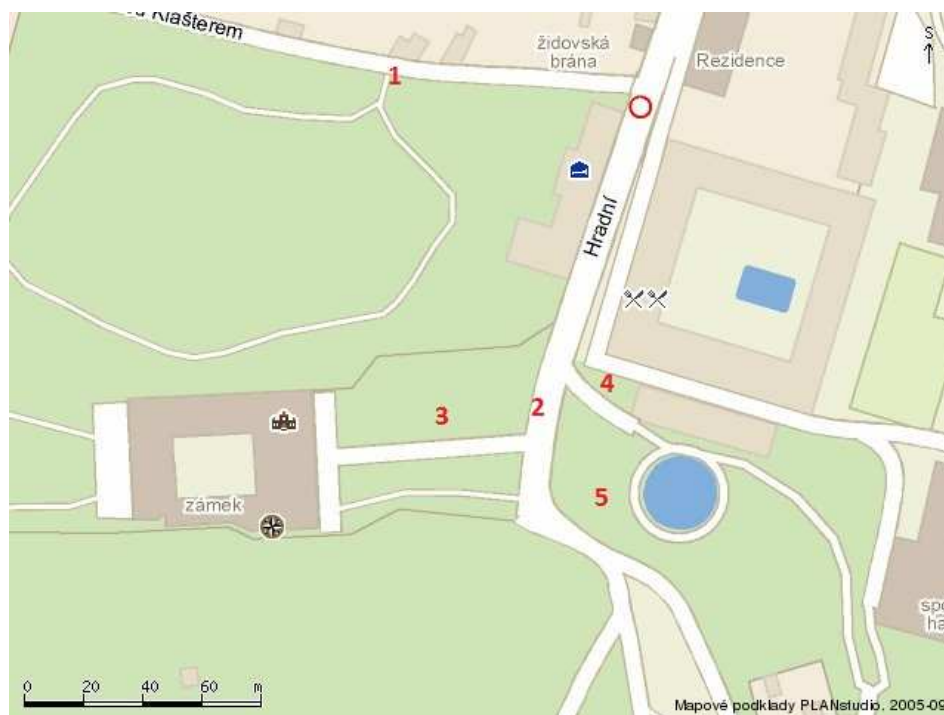 Klášterem
židovská
brána
Rezidence
S
1
Hradní
4
2
3
5
zámek
0 20 40 60 m
Mapové podklady PLANstudio, 2005-09